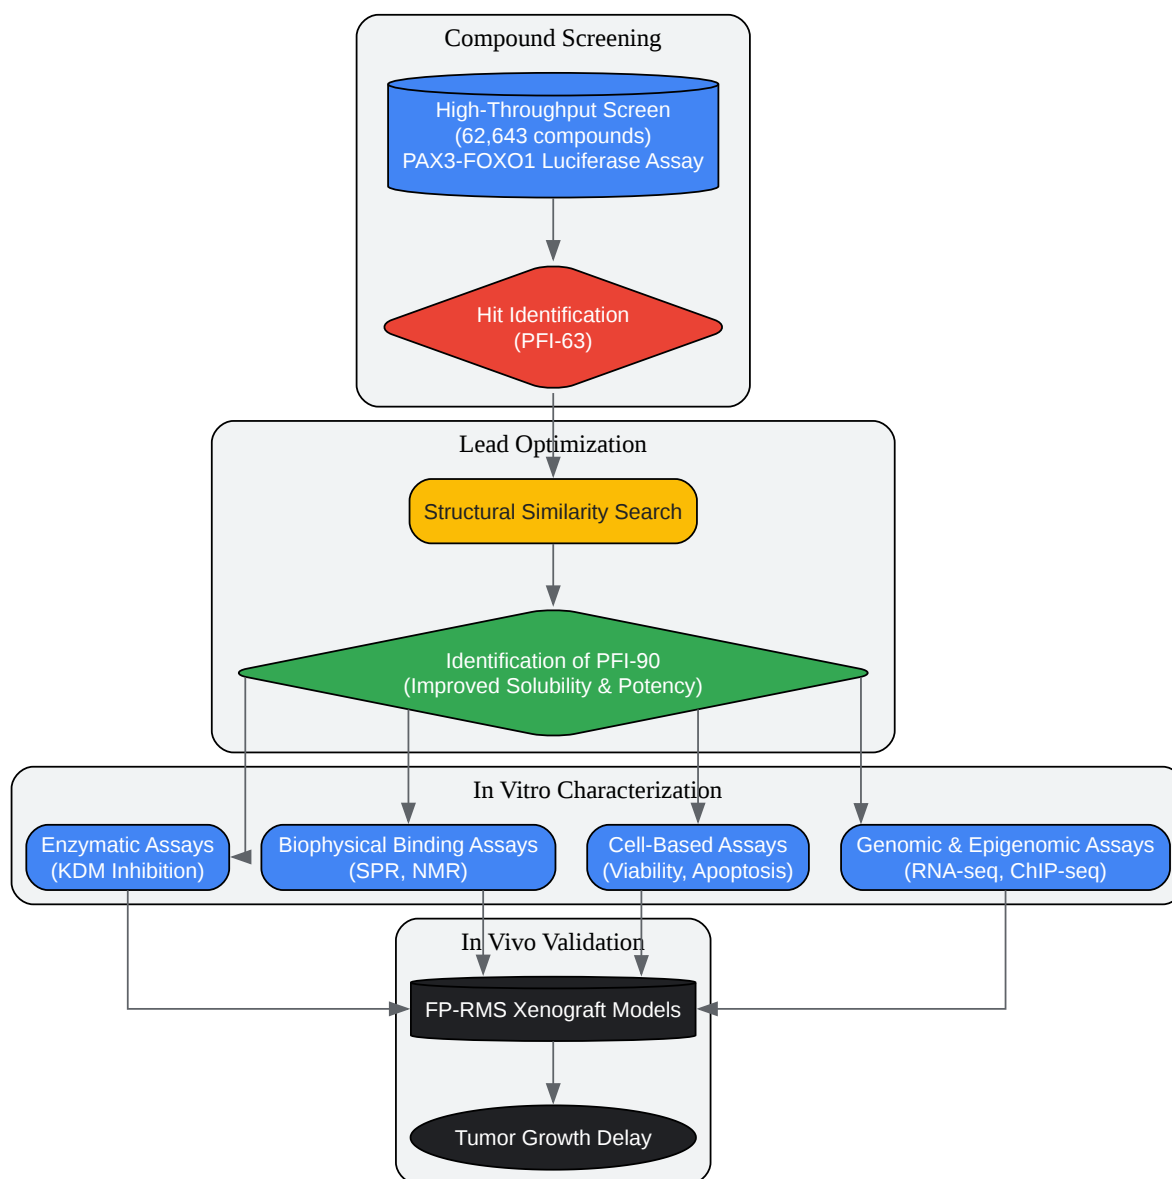 Compound Screening
High-Throughput Screen
(62,643 compounds)
PAX3-FOXO1 Luciferase Assay
Hit Identification
(PFI-63)
Lead Optimization
Structural Similarity Search
Identification of PFI-90
(Improved Solubility & Potency)
In Vitro Characterization
Enzymatic Assays
(KDM Inhibition)
Biophysical Binding Assays
(SPR, NMR)
Cell-Based Assays
(Viability, Apoptosis)
Genomic & Epigenomic Assays
(RNA-seq, ChIP-seq)
In Vivo Validation
FP-RMS Xenograft Models
Tumor Growth Delay